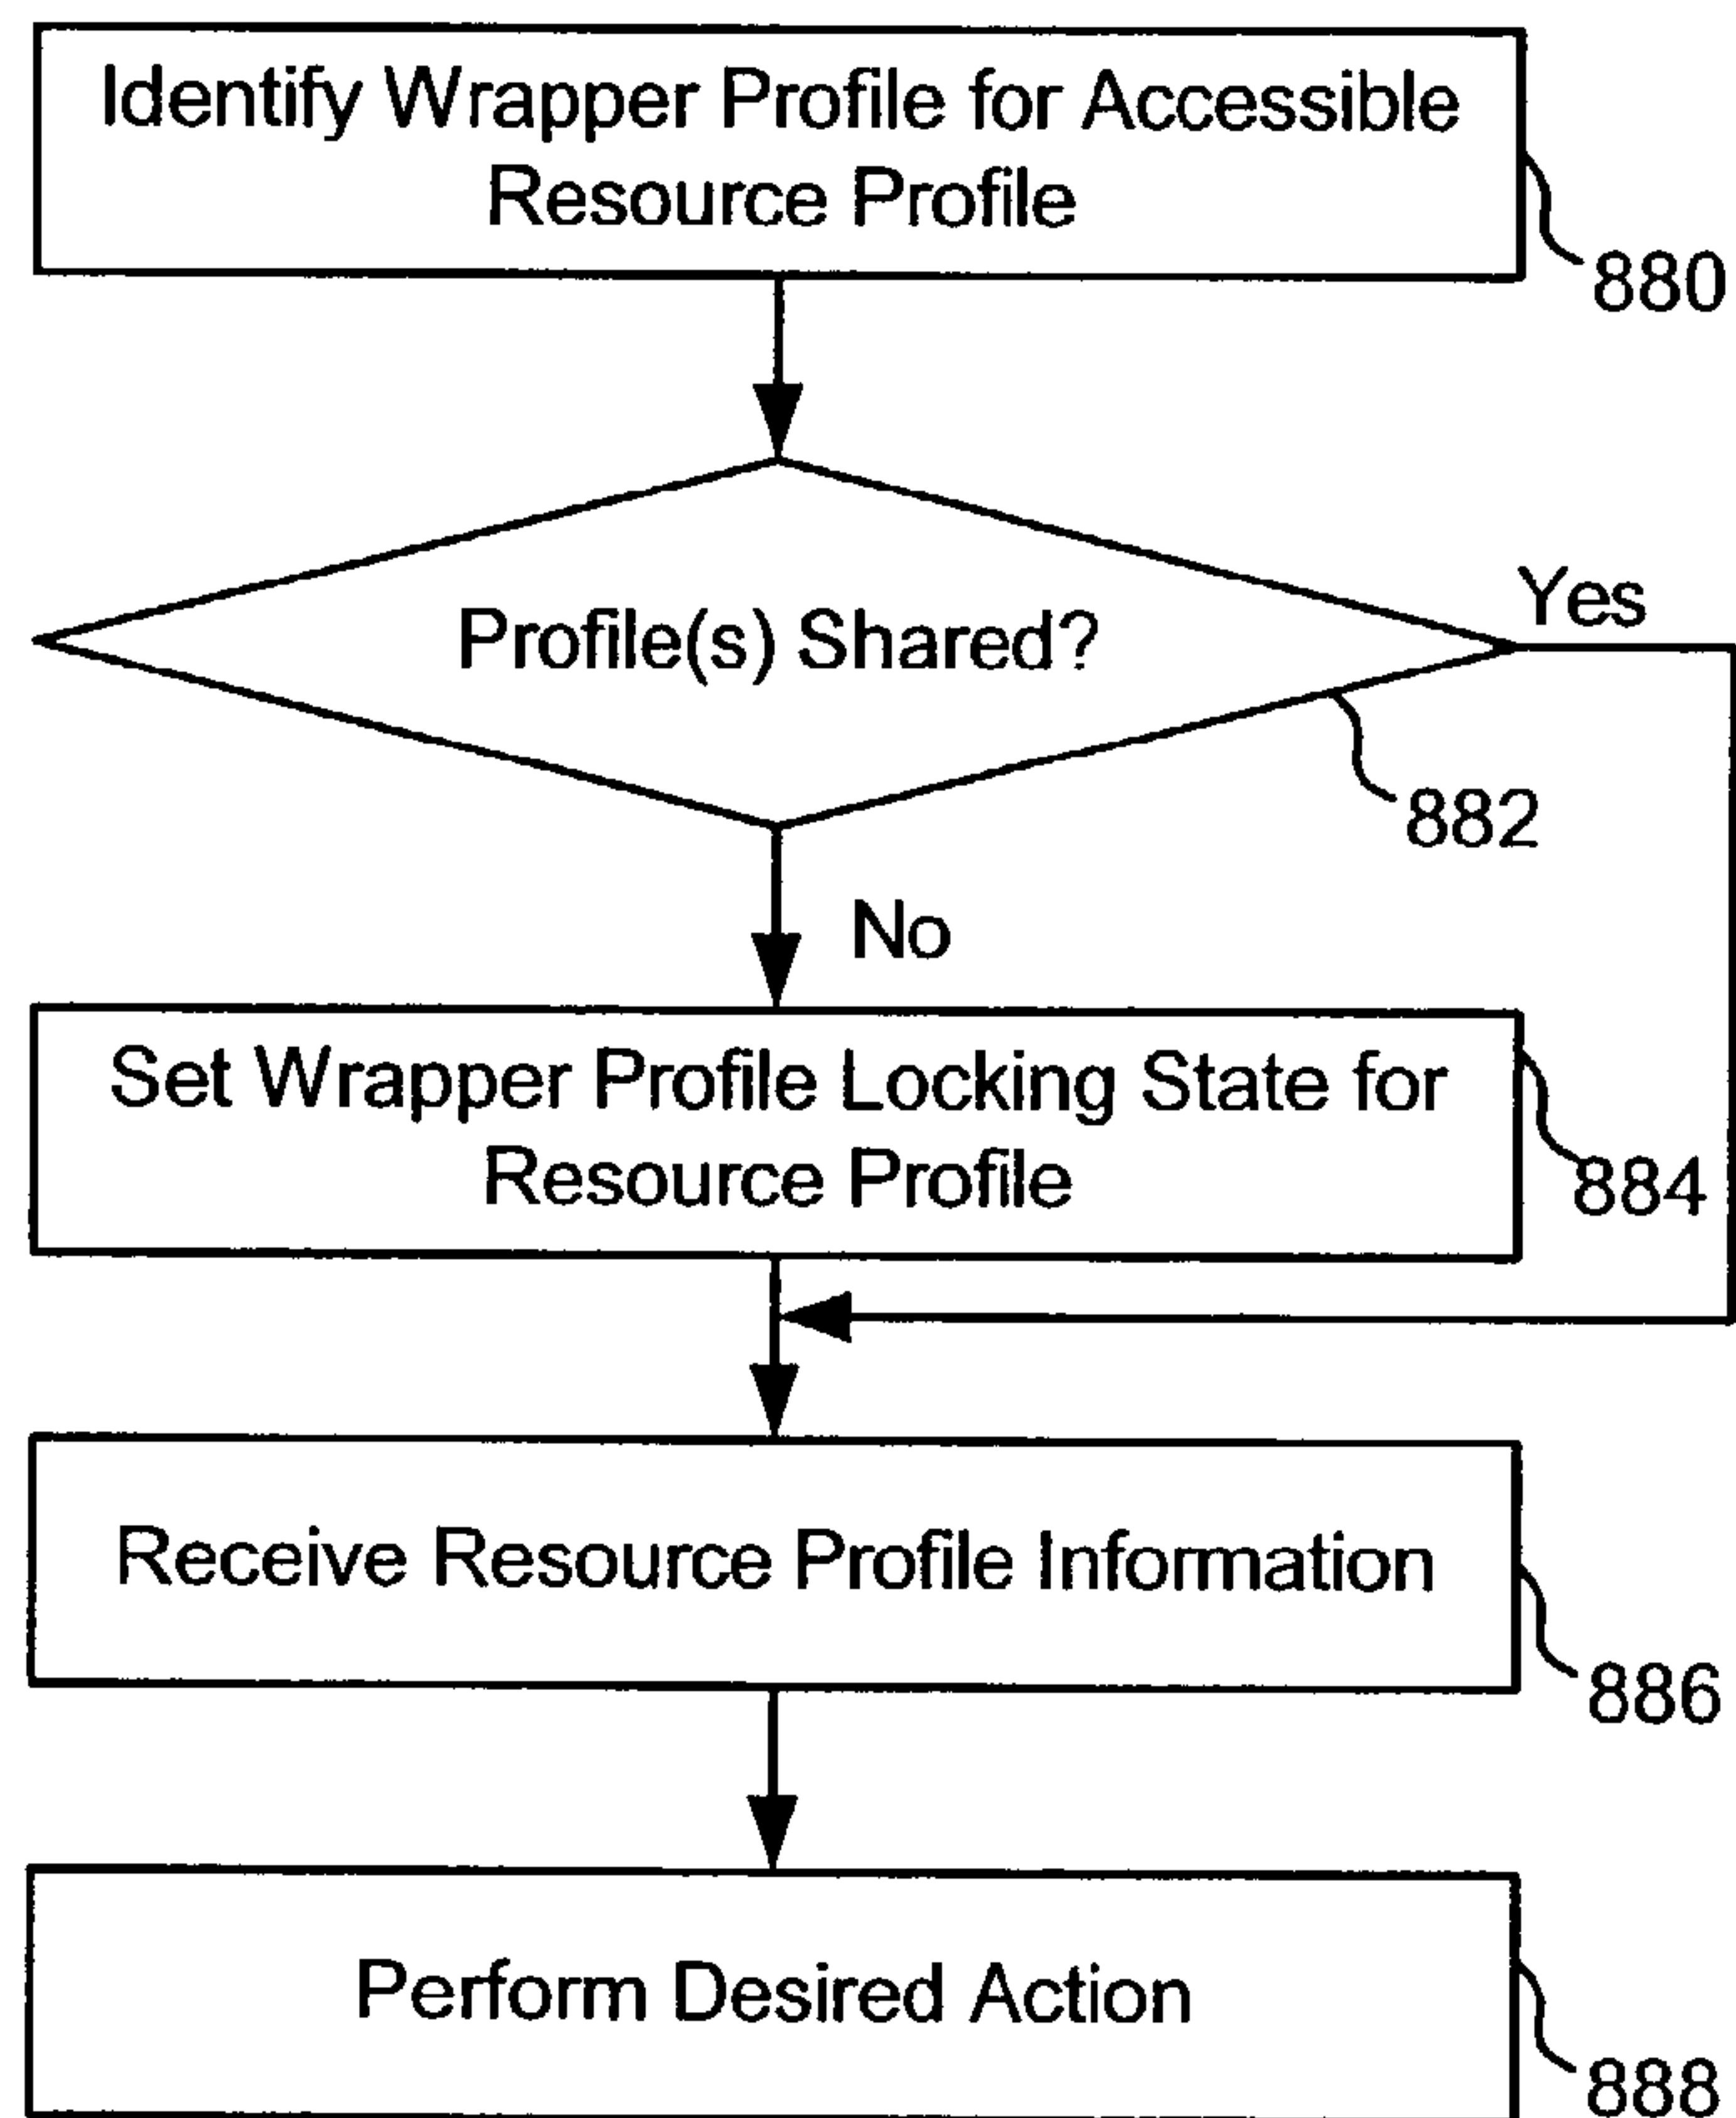 Identify Wrapper Profile for Accessible
Resource Profile
880
Profile(s) Shared?
Yes
882
No
Set Wrapper Profile Locking State for
Resource Profile
884
Receive Resource Profile Information
886
Perform Desired Action
888